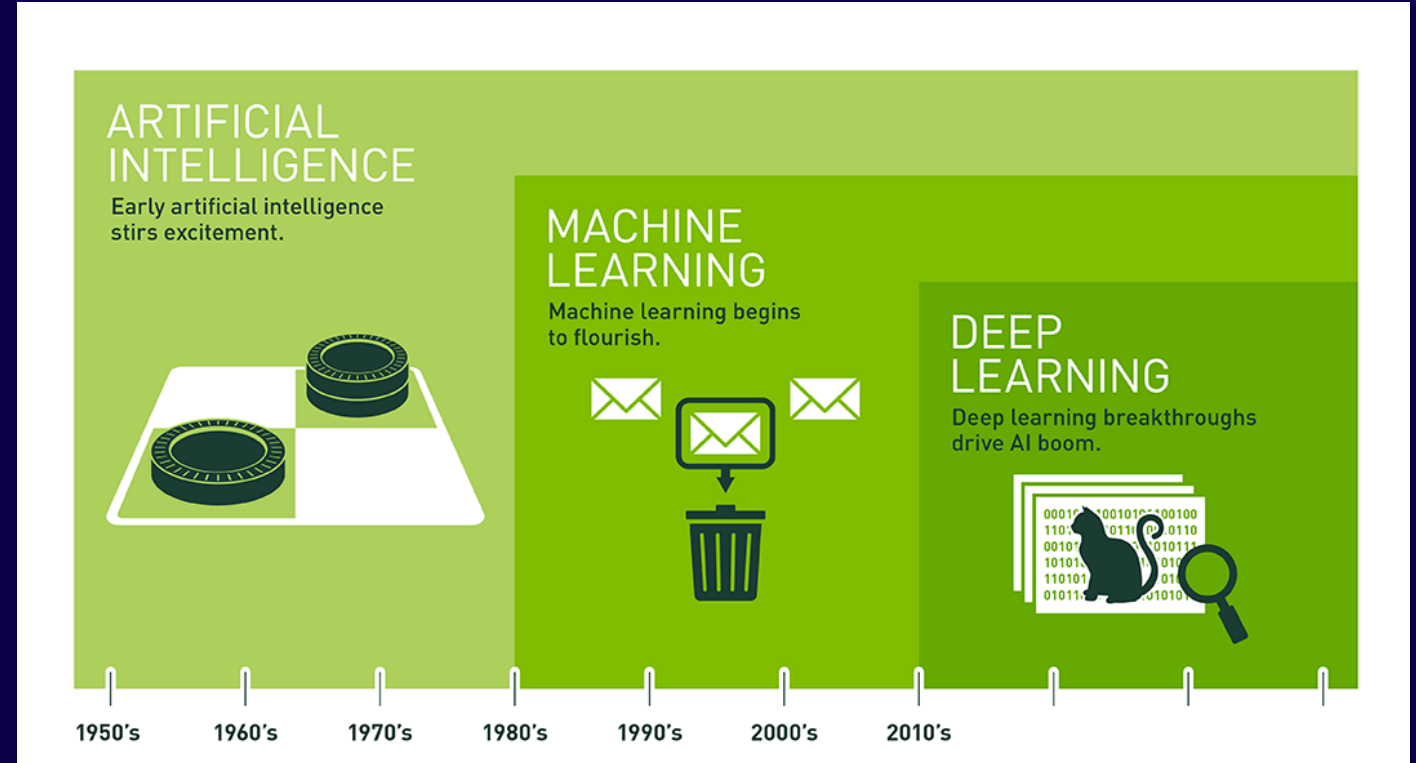 ARTIFICIAL
INTELLIGENCE
Early artificial intelligence
stirs excitement.
MACHINE
LEARNING
Machine learning begins
to flourish.
DEEP
LEARNING
Deep learning breakthroughs
drive AI boom.
1950's
1960's
1970's
1980's
1990's
2000's
2010's